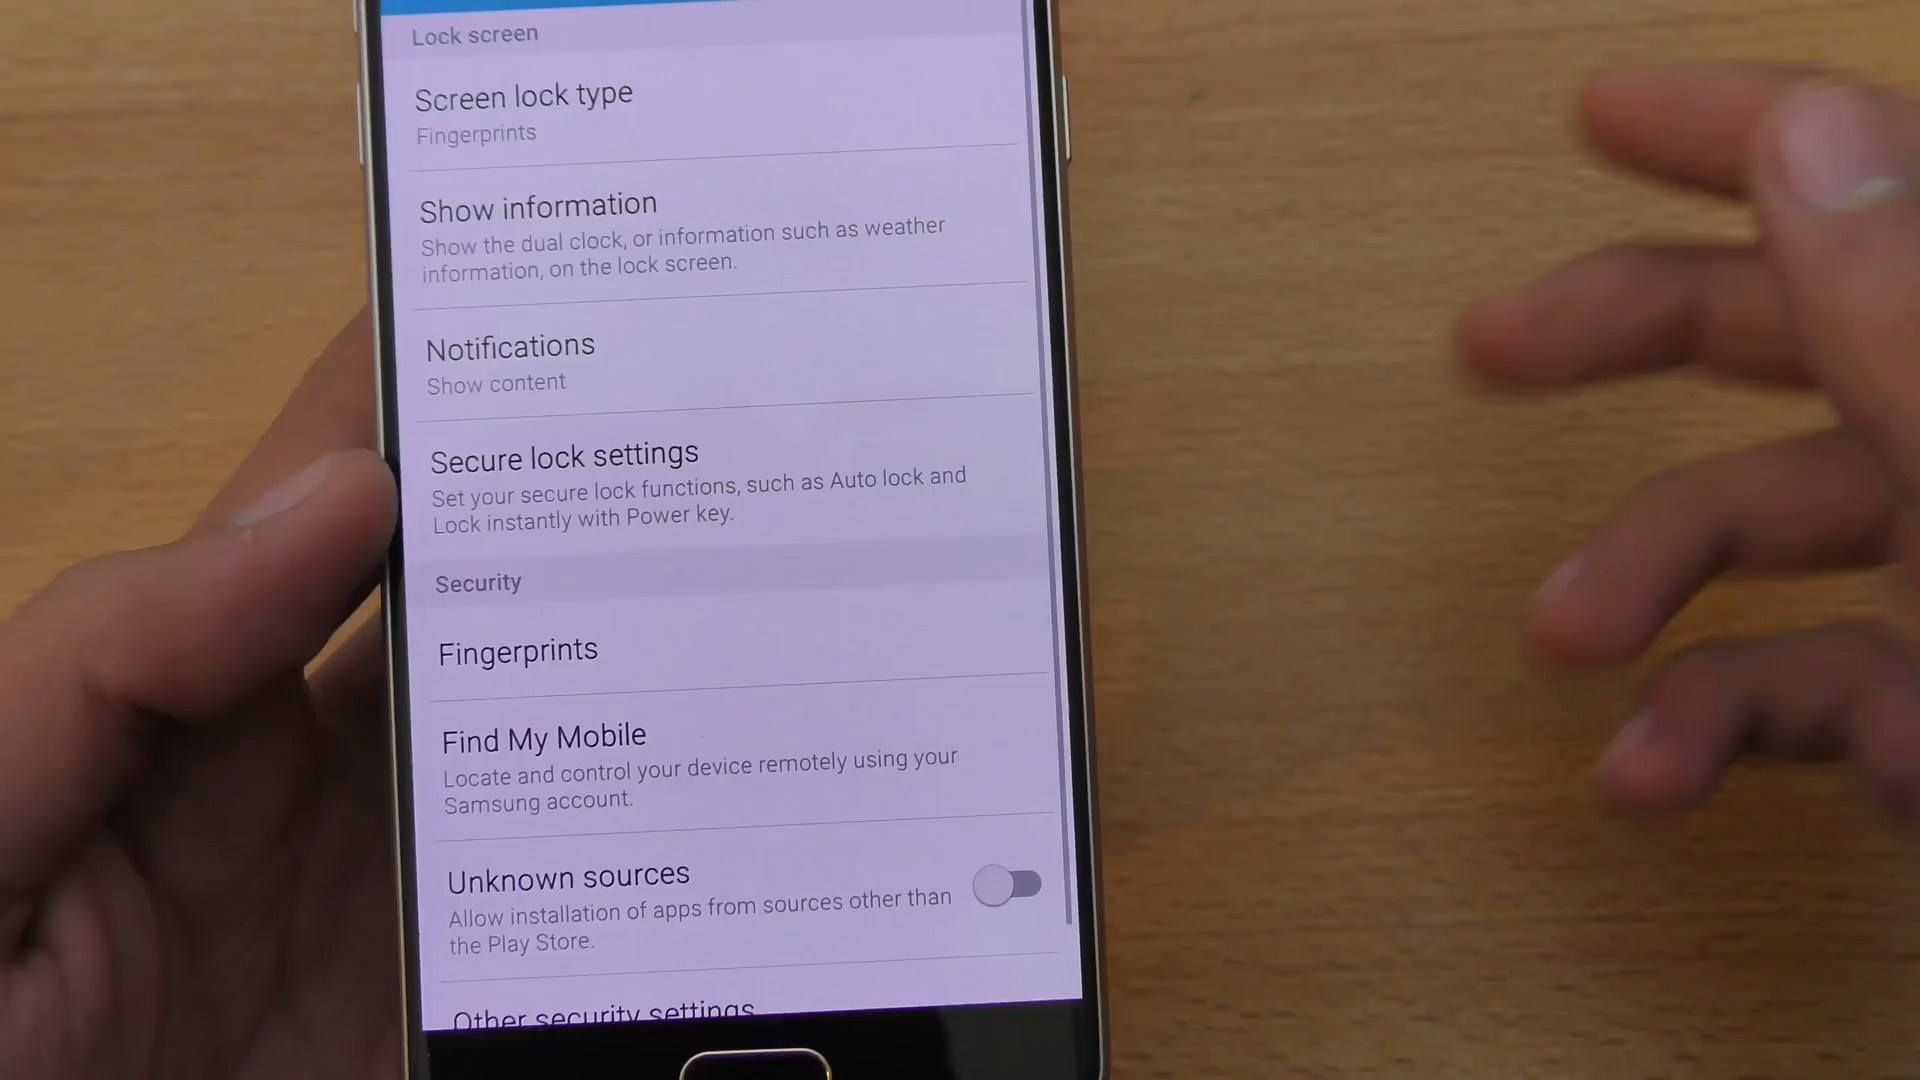 Lock screen
Screen lock type
Fingerprints
Show information
Show the dual clock, or information such as weather
information, on the lock screen.
Notifications
Show content
Secure lock settings
Set your secure lock functions, such as Auto lock and
Lock instantly with Power key.
Security
Fingerprints
Find My Mobile
Locate and control your device remotely using your
Samsung account.
Unknown sources
Allow installation of apps from sources other than
the Play Store.
Other security settings